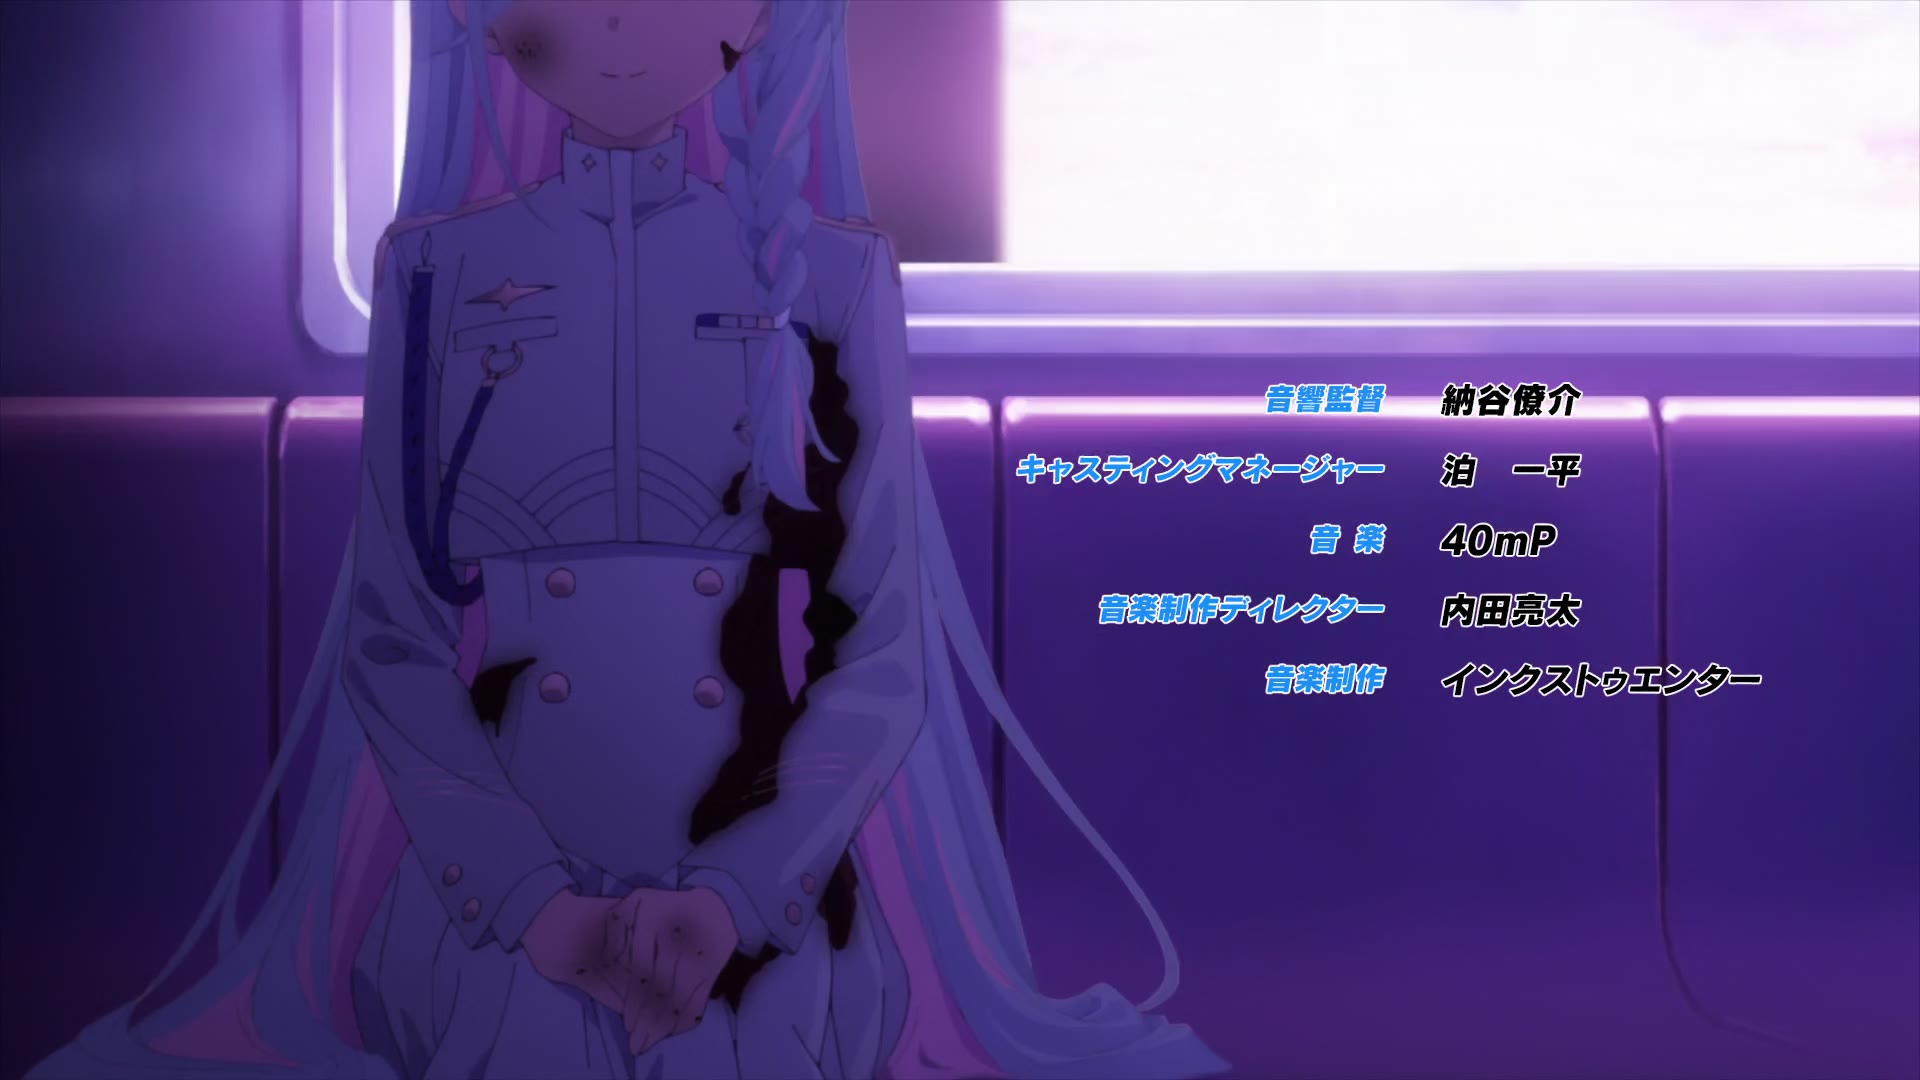 音響監督 納谷僚介
キャスティングマネージャー 泊 一平
音楽 40mP
音楽制作ディレクター 内田亮太
音楽制作 インクストゥエンター